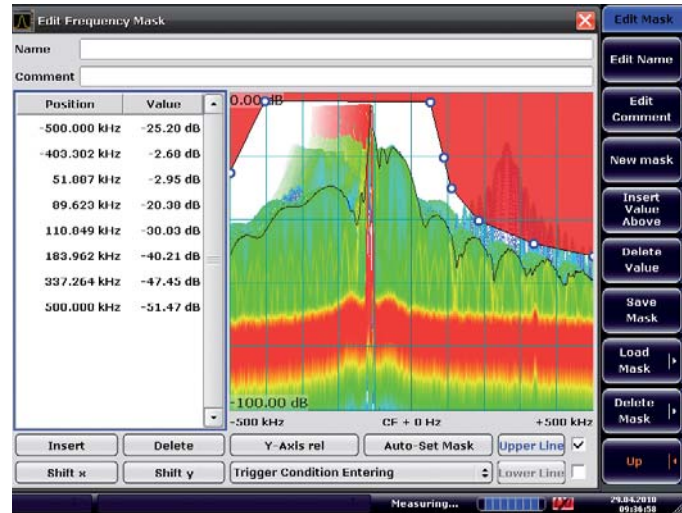 Edit Frequency Mask
Edit Mask
Name
Comment
Position Value
-500.000 kHz -25.20 dB
-403.302 kHz -2.60 dB
51.887 kHz -2.95 dB
89.623 kHz -20.38 dB
110.849 kHz -30.03 dB
183.962 kHz -40.21 dB
337.264 kHz -47.45 dB
500.000 kHz -51.47 dB
0.00 dB
-100.00 dB
-500 kHz CF + 0 Hz +500 kHz
Insert Delete Y-Axis rel Auto-Set Mask Upper Line
Shift x Shift y Trigger Condition Entering Lower Line
Edit Name
Edit
Comment
New mask
Insert
Value
Above
Delete
Value
Save
Mask
Load
Mask
Delete
Mask
Up
Measuring...
29.04.2010
09:36:58